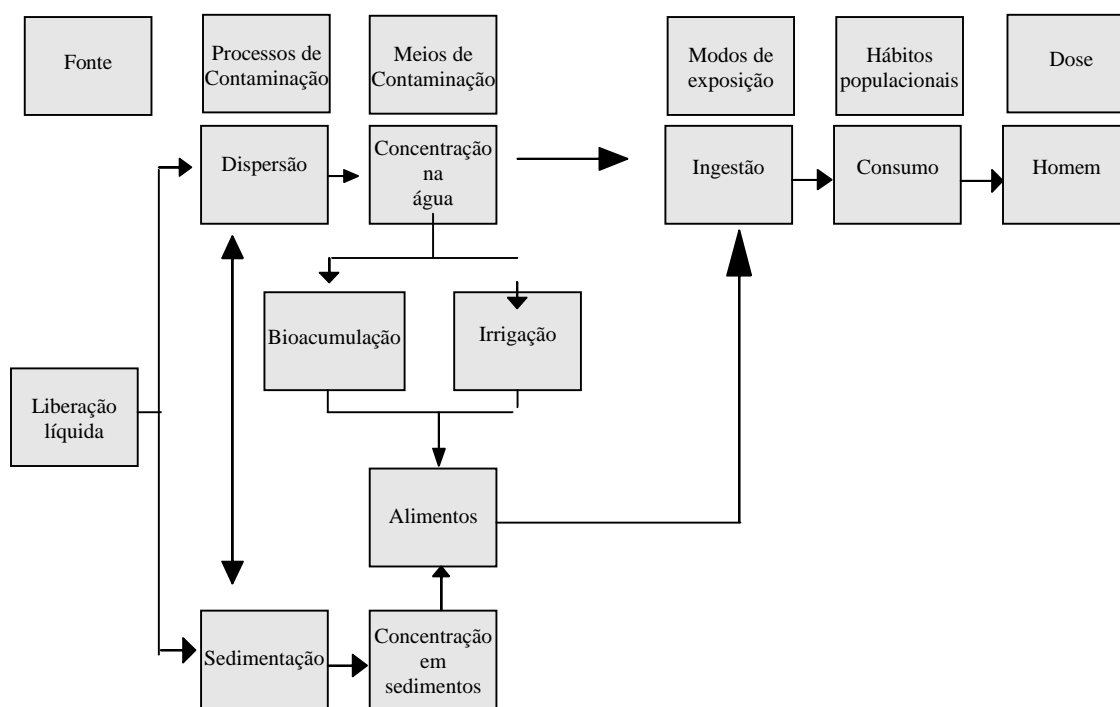 Fonte
Processos de
Contaminação
Meios de
Contaminação
Modos de
exposição
Hábitos
populacionais
Dose
Dispersão
Concentração
na
água
Ingestão
Consumo
Homem
Bioacumulação
Irrigação
Liberação
líquida
Alimentos
Sedimentação
Concentração
em
sedimentos